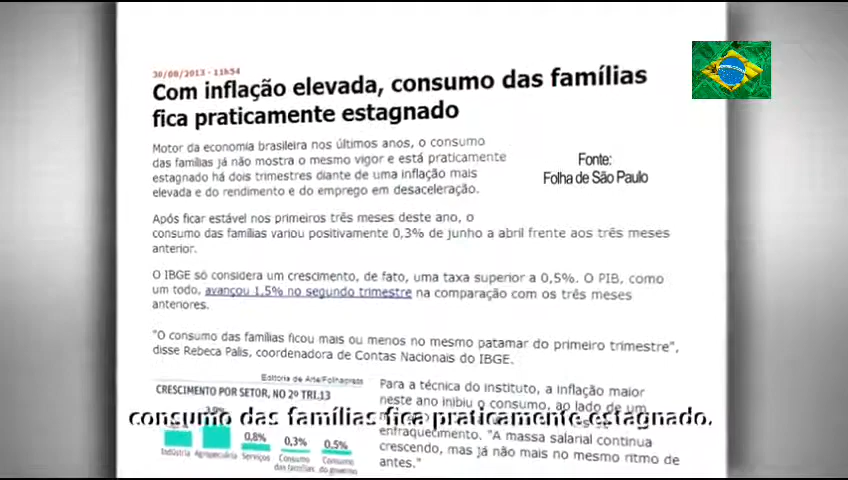 30/08/2013 - 11h54
Com inflação elevada, consumo das famílias
fica praticamente estagnado
Motor da economia brasileira nos últimos anos, o consumo
das famílias já não mostra o mesmo vigor e está praticamente
estagnado há dois trimestres diante de uma inflação mais
elevada e do rendimento e do emprego em desaceleração.
Fonte:
Folha de São Paulo
Após ficar estável nos primeiros três meses deste ano, o
consumo das famílias variou positivamente 0,3% de junho a abril frente aos três meses
anterior.
O IBGE só considera um crescimento, de fato, uma taxa superior a 0,5%. O PIB, como
um todo, avançou 1,5% no segundo trimestre na comparação com os três meses
anteriores.
"O consumo das famílias ficou mais ou menos no mesmo patamar do primeiro trimestre",
disse Rebeca Palis, coordenadora de Contas Nacionais do IBGE.
Editoria de Arte/Folhapress
CRESCIMENTO POR SETOR, NO 2º TRI.13
0,8%
0,3%
0,5%
Indústria Agropecuária Serviços Consumo das famílias Consumo do governo
Para a técnica do instituto, a inflação maior
neste ano inibiu o consumo, ao lado de um
enfraquecimento. "A massa salarial continua
crescendo, mas já não mais no mesmo ritmo de
antes."
consumo das famílias fica praticamente estagnado.